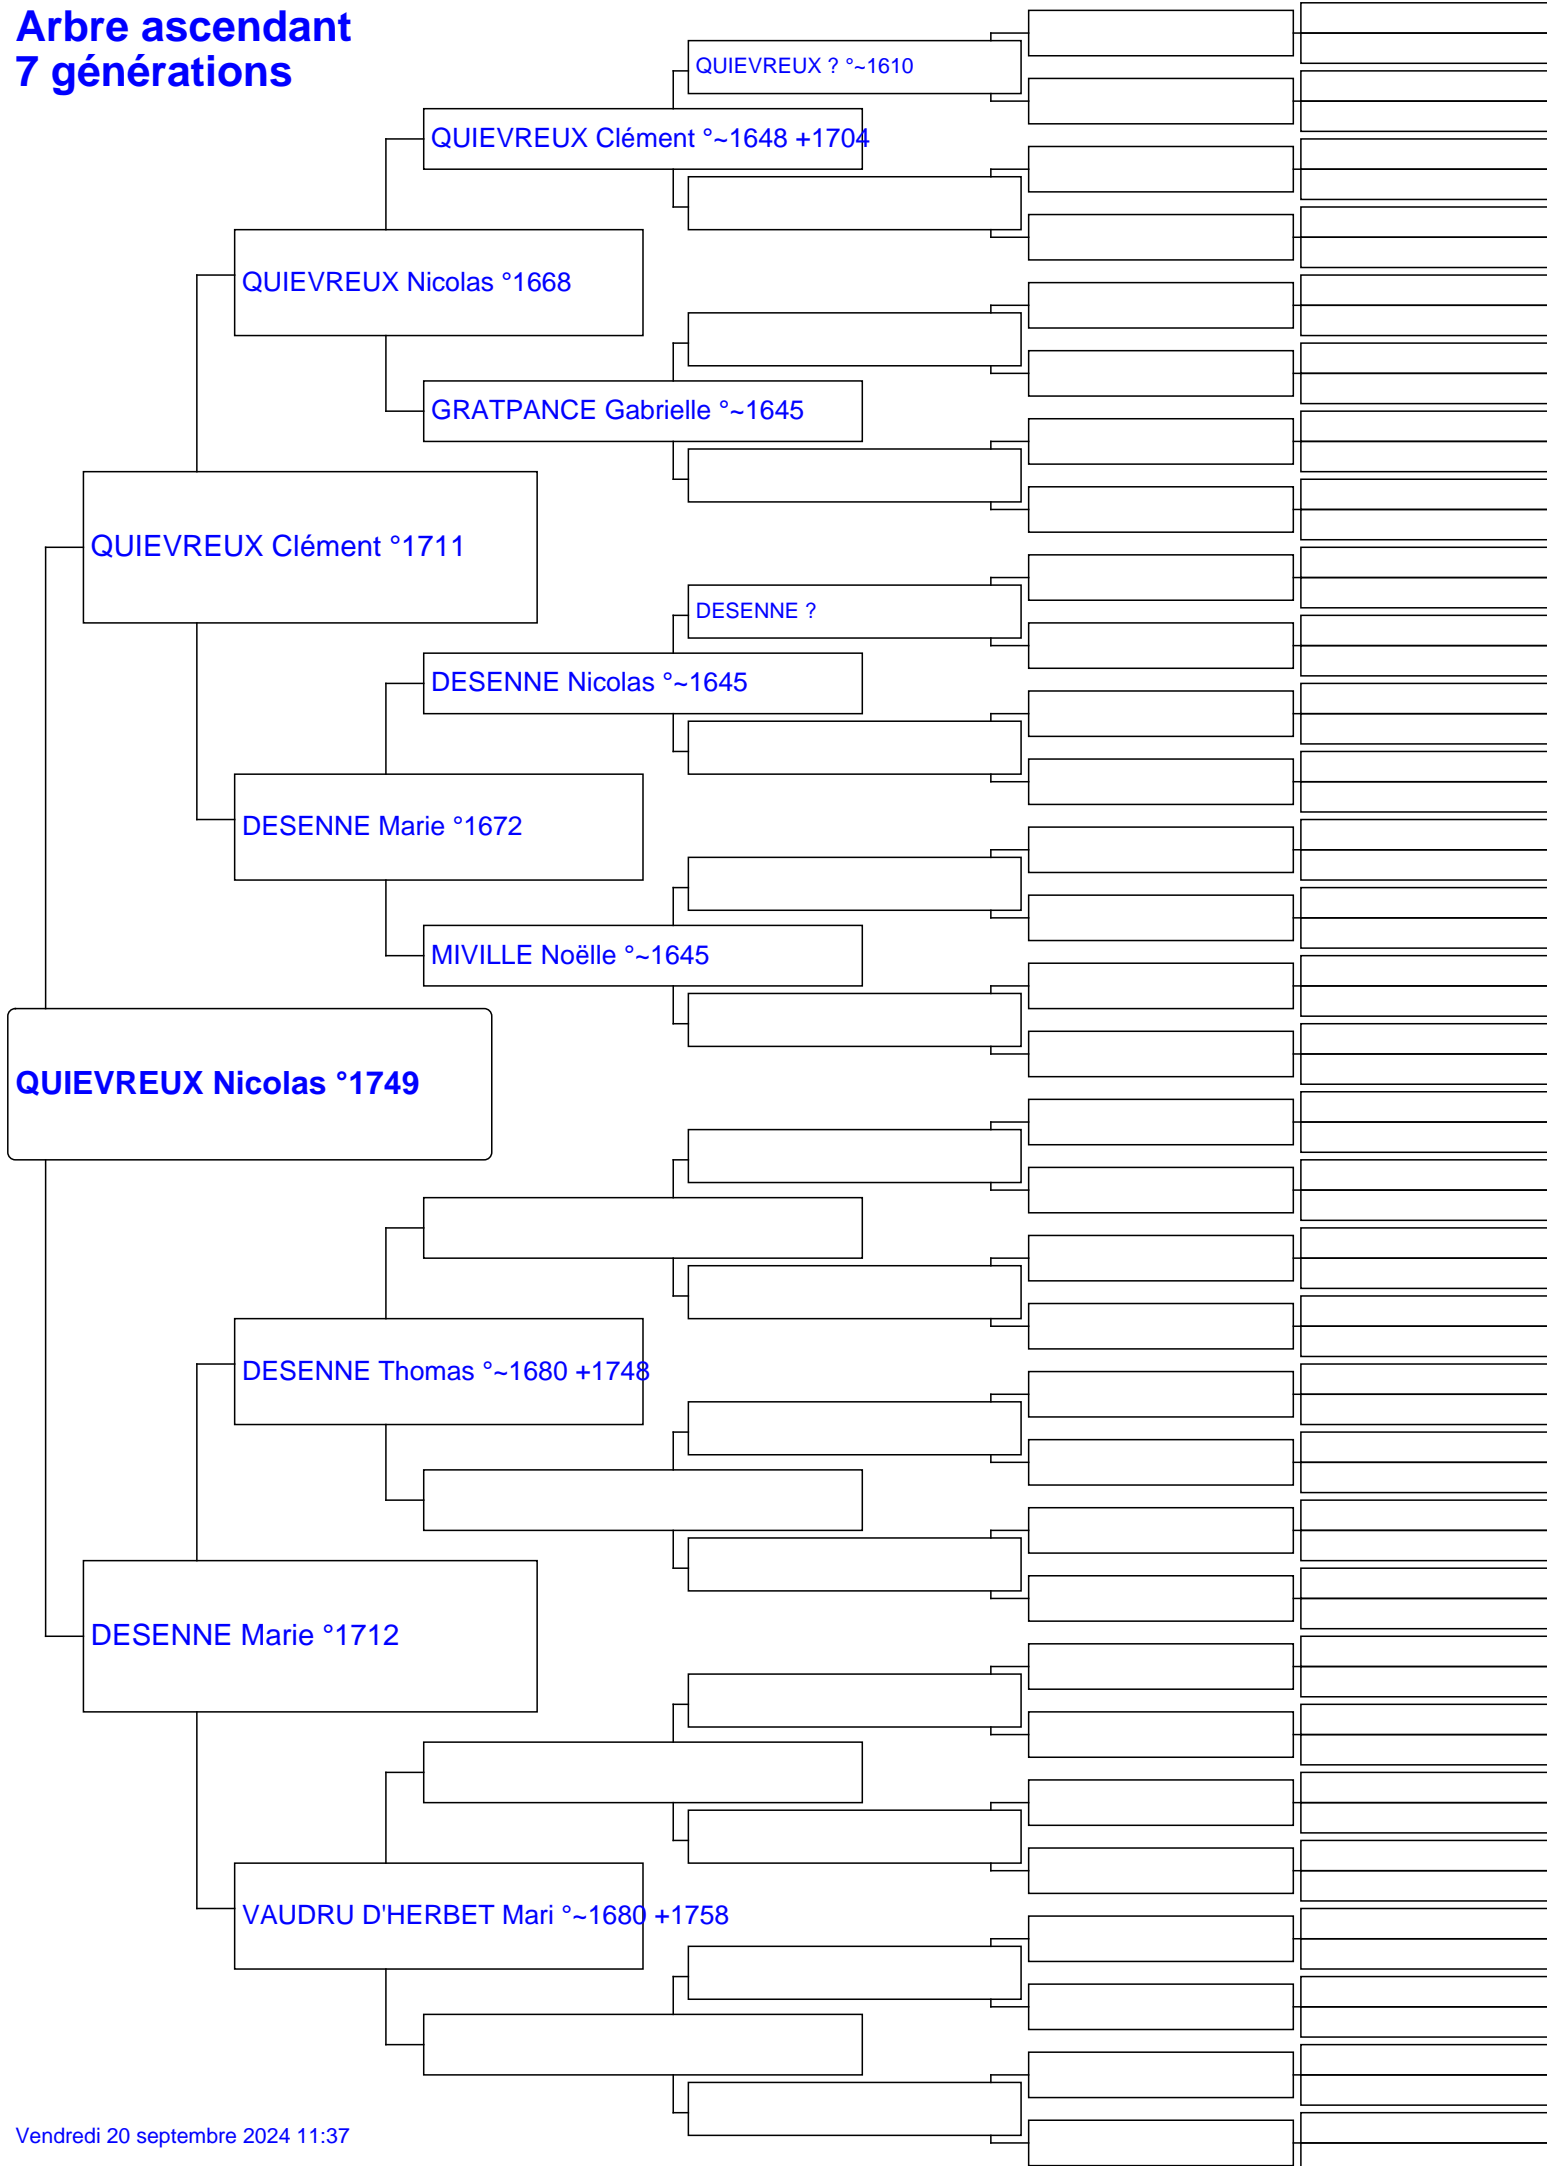 Arbre ascendant
7 générations
QUIEVREUX ? °~1610
QUIEVREUX Clément °~1648 +1704
QUIEVREUX Nicolas °1668
GRATPANCE Gabrielle °~1645
QUIEVREUX Clément °1711
DESENNE ?
DESENNE Nicolas °~1645
DESENNE Marie °1672
MIVILLE Noëlle °~1645
QUIEVREUX Nicolas °1749
DESENNE Thomas °~1680 +1748
DESENNE Marie °1712
VAUDRU D'HERBET Mari °~1680 +1758
Vendredi 20 septembre 2024 11:37